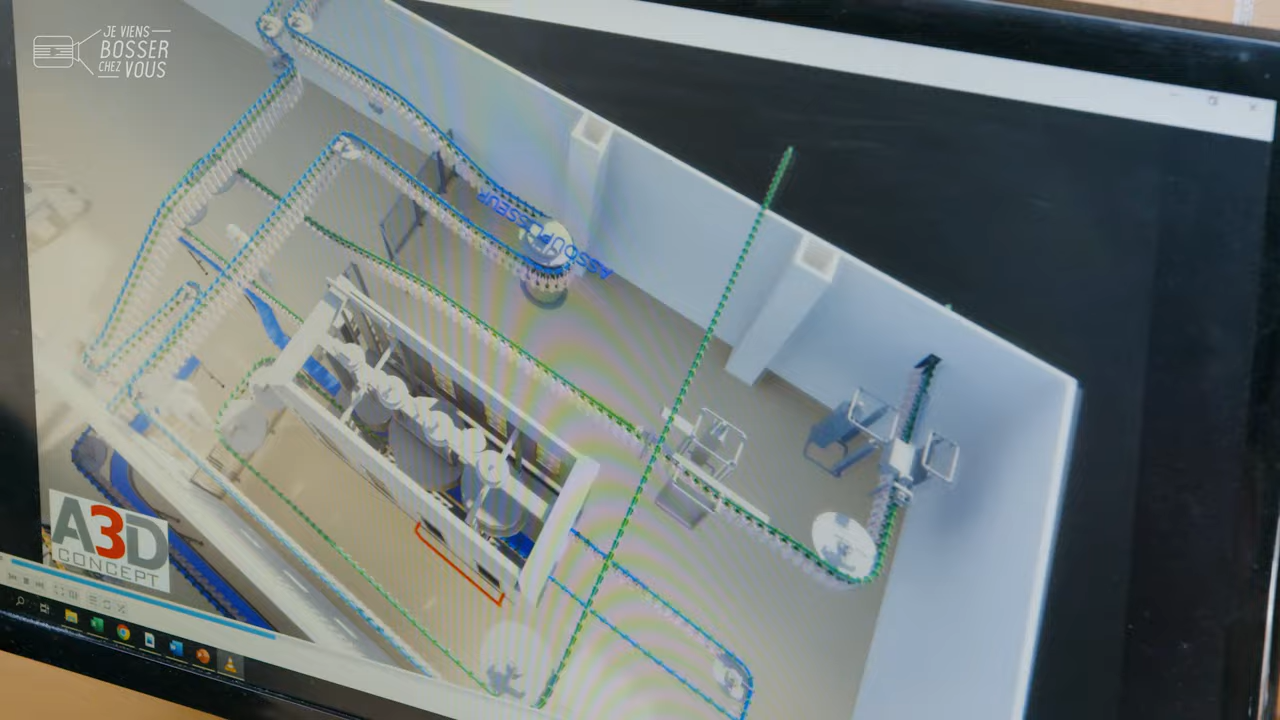 JE VIENS
BOSSER
CHEZ VOUS
ASSOUPLISSEUR
A3D
CONCEPT